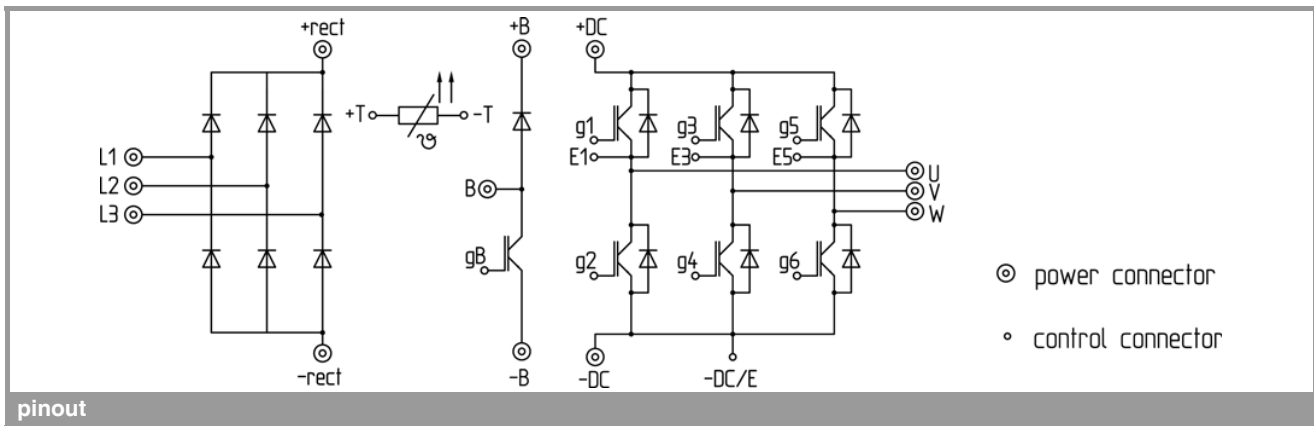 +rect
+B
+DC
+T
-T
ϑ
g1
g3
g5
L1
E1
E3
E5
L2
B
U
L3
V
W
gB
g2
g4
g6
power connector
control connector
-rect
-B
-DC
-DC/E
pinout